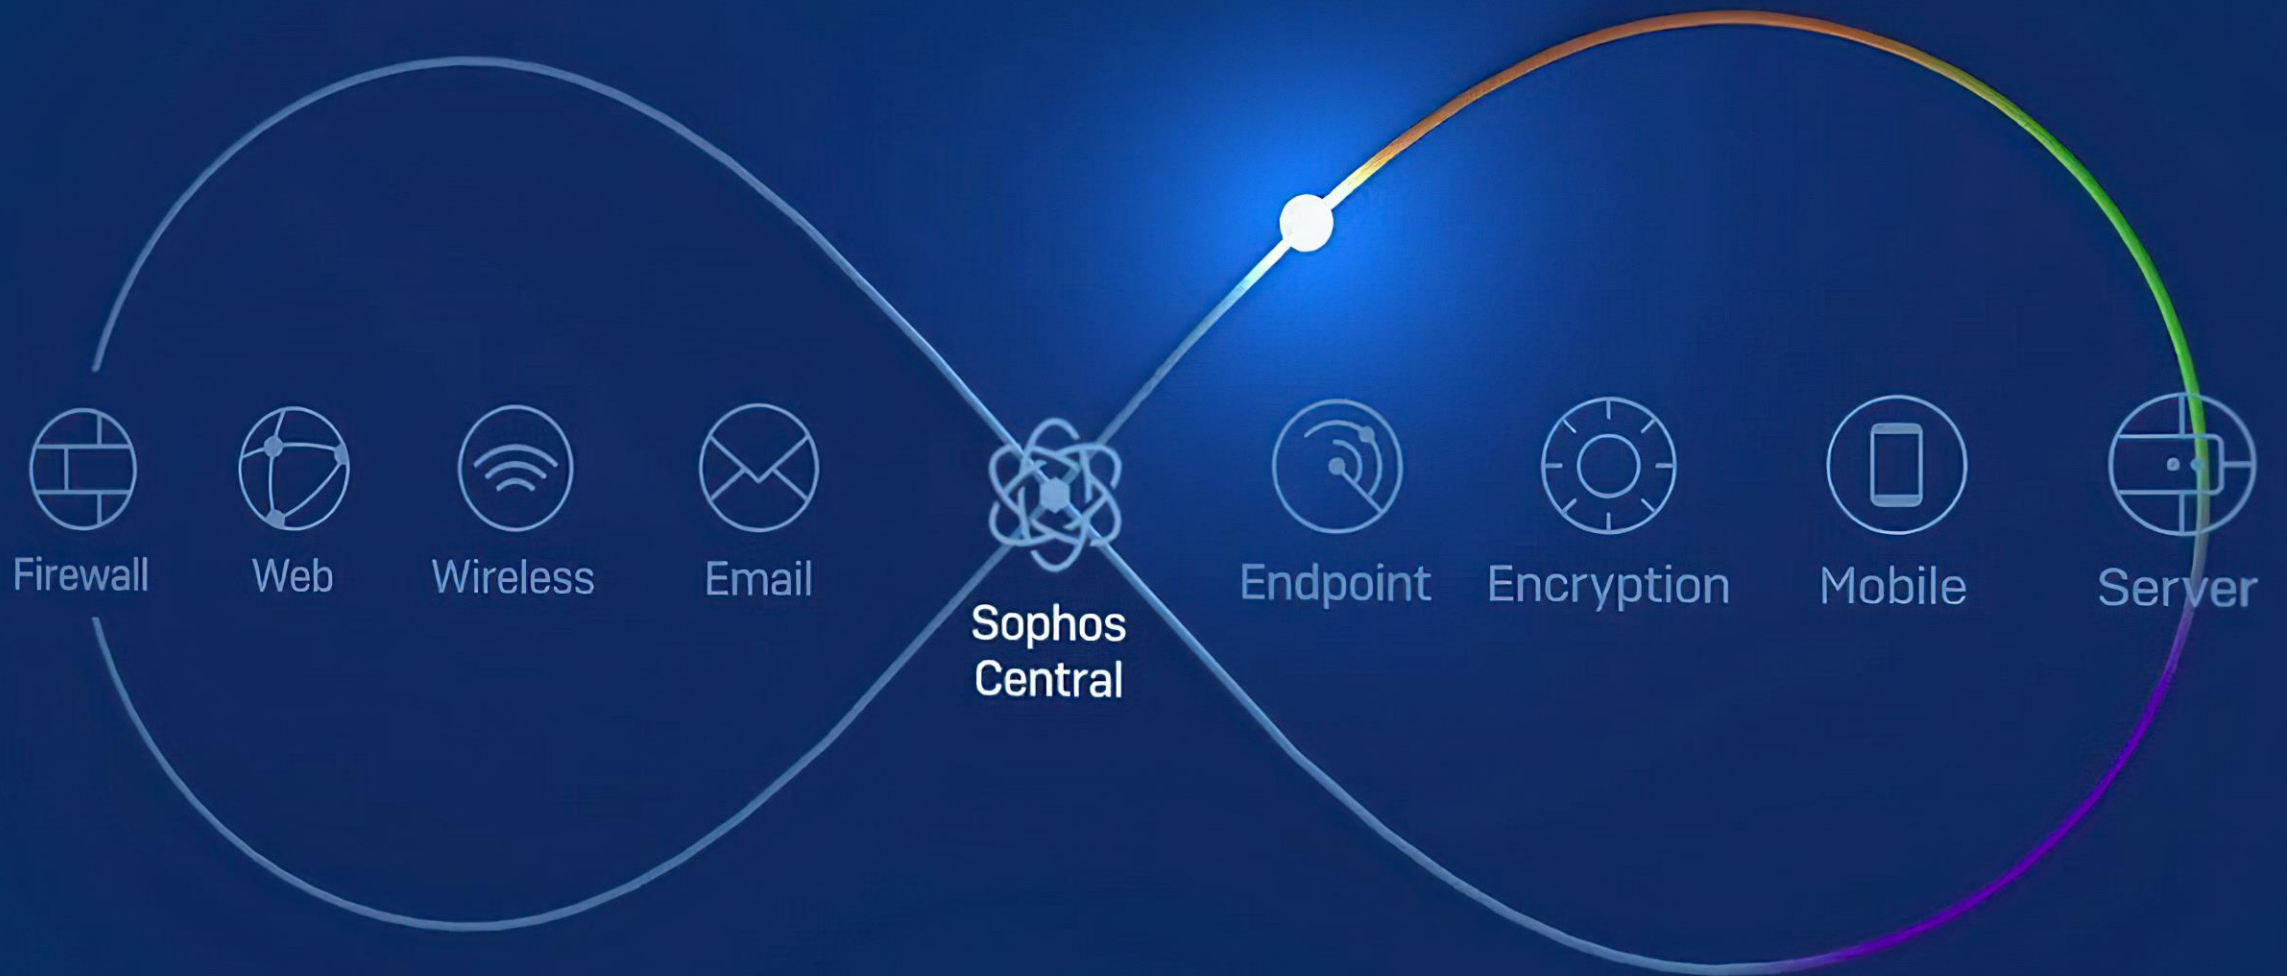 Firewall
Web
Wireless
Email
Sophos
Central
Endpoint
Encryption
Mobile
Server